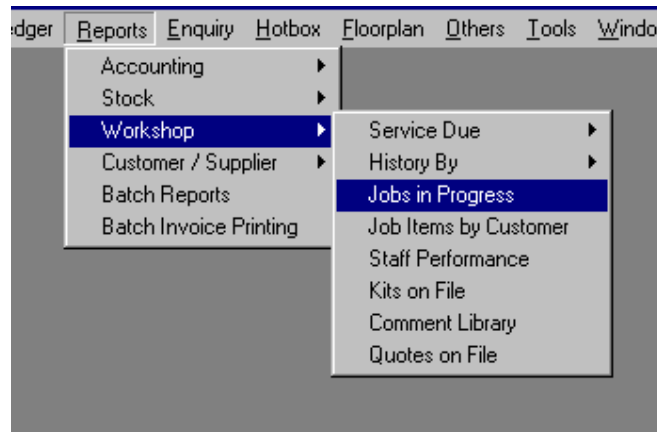 edger Reports Enquiry Hotbox Floorplan Others Tools Windo
Accounting
Stock
Workshop
Customer / Supplier
Batch Reports
Batch Invoice Printing
Service Due
History By
Jobs in Progress
Job Items by Customer
Staff Performance
Kits on File
Comment Library
Quotes on File